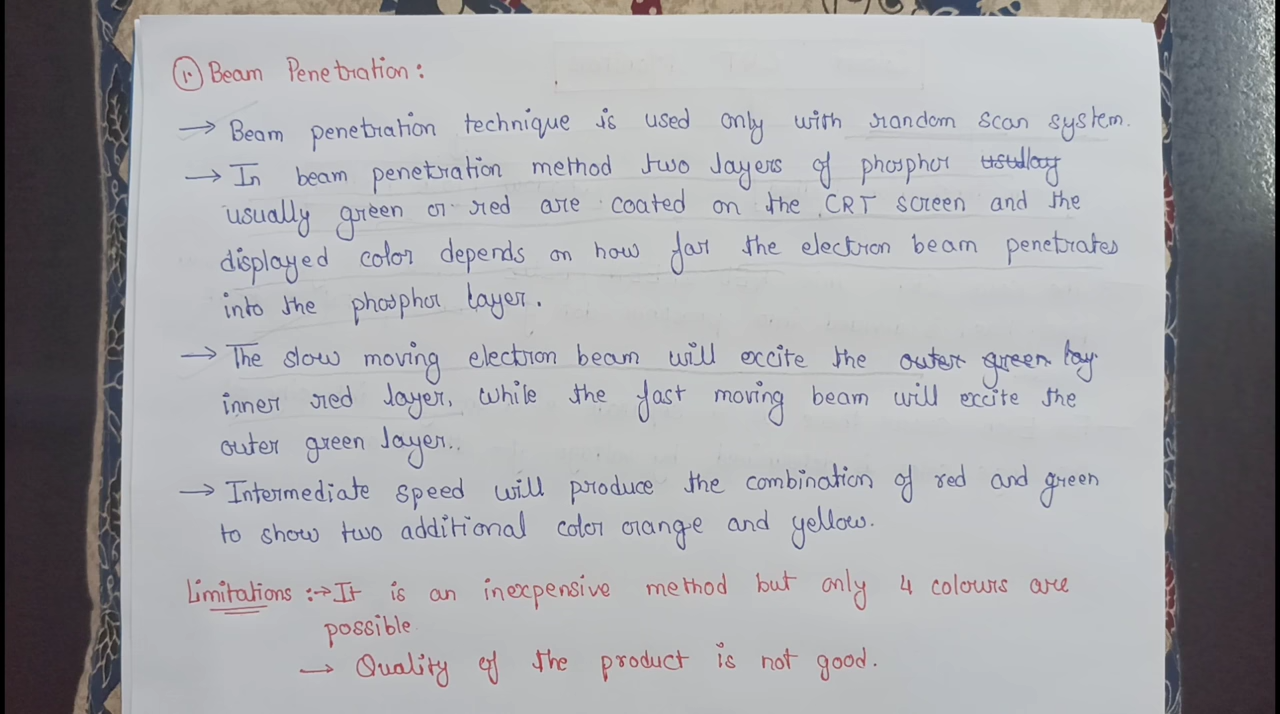 1. Beam Penetration:
→ Beam penetration technique is used only with random scan system.
→ In beam penetration method two layers of phosphor
usually green or red are coated on the CRT screen and the
displayed color depends on how far the electron beam penetrates
into the phosphor layer.
→ The slow moving electron beam will excite the outer green lay
inner red layer, while the fast moving beam will excite the
outer green layer..
→ Intermediate speed will produce the combination of red and green
to show two additional color orange and yellow.
Limitations :→ It is an inexpensive method but only 4 colours are
possible.
→ Quality of the product is not good.